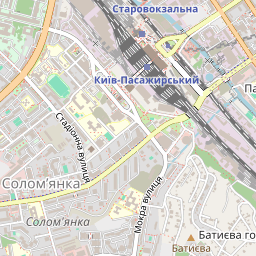 Старовокзальна
Київ-Пасажирський
Стадіонна вулиця
Солом'янка
Солом'янка
Мокра вулиця
Батиєва го
Батиєва